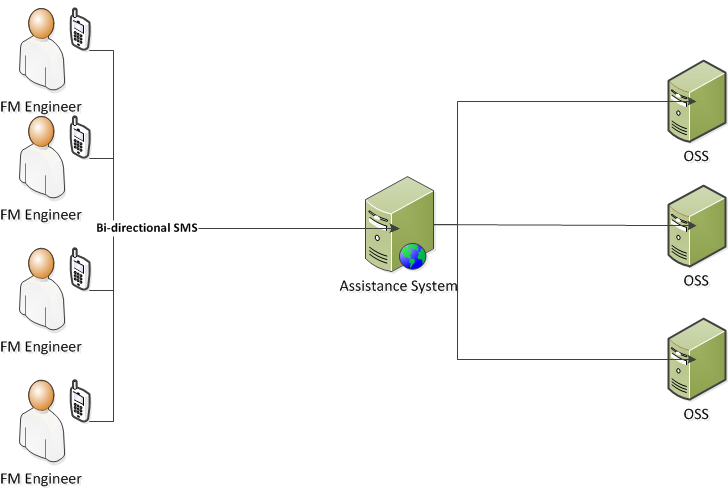 FM Engineer
FM Engineer
Bi-directional SMS
FM Engineer
FM Engineer
Assistance System
OSS
OSS
OSS